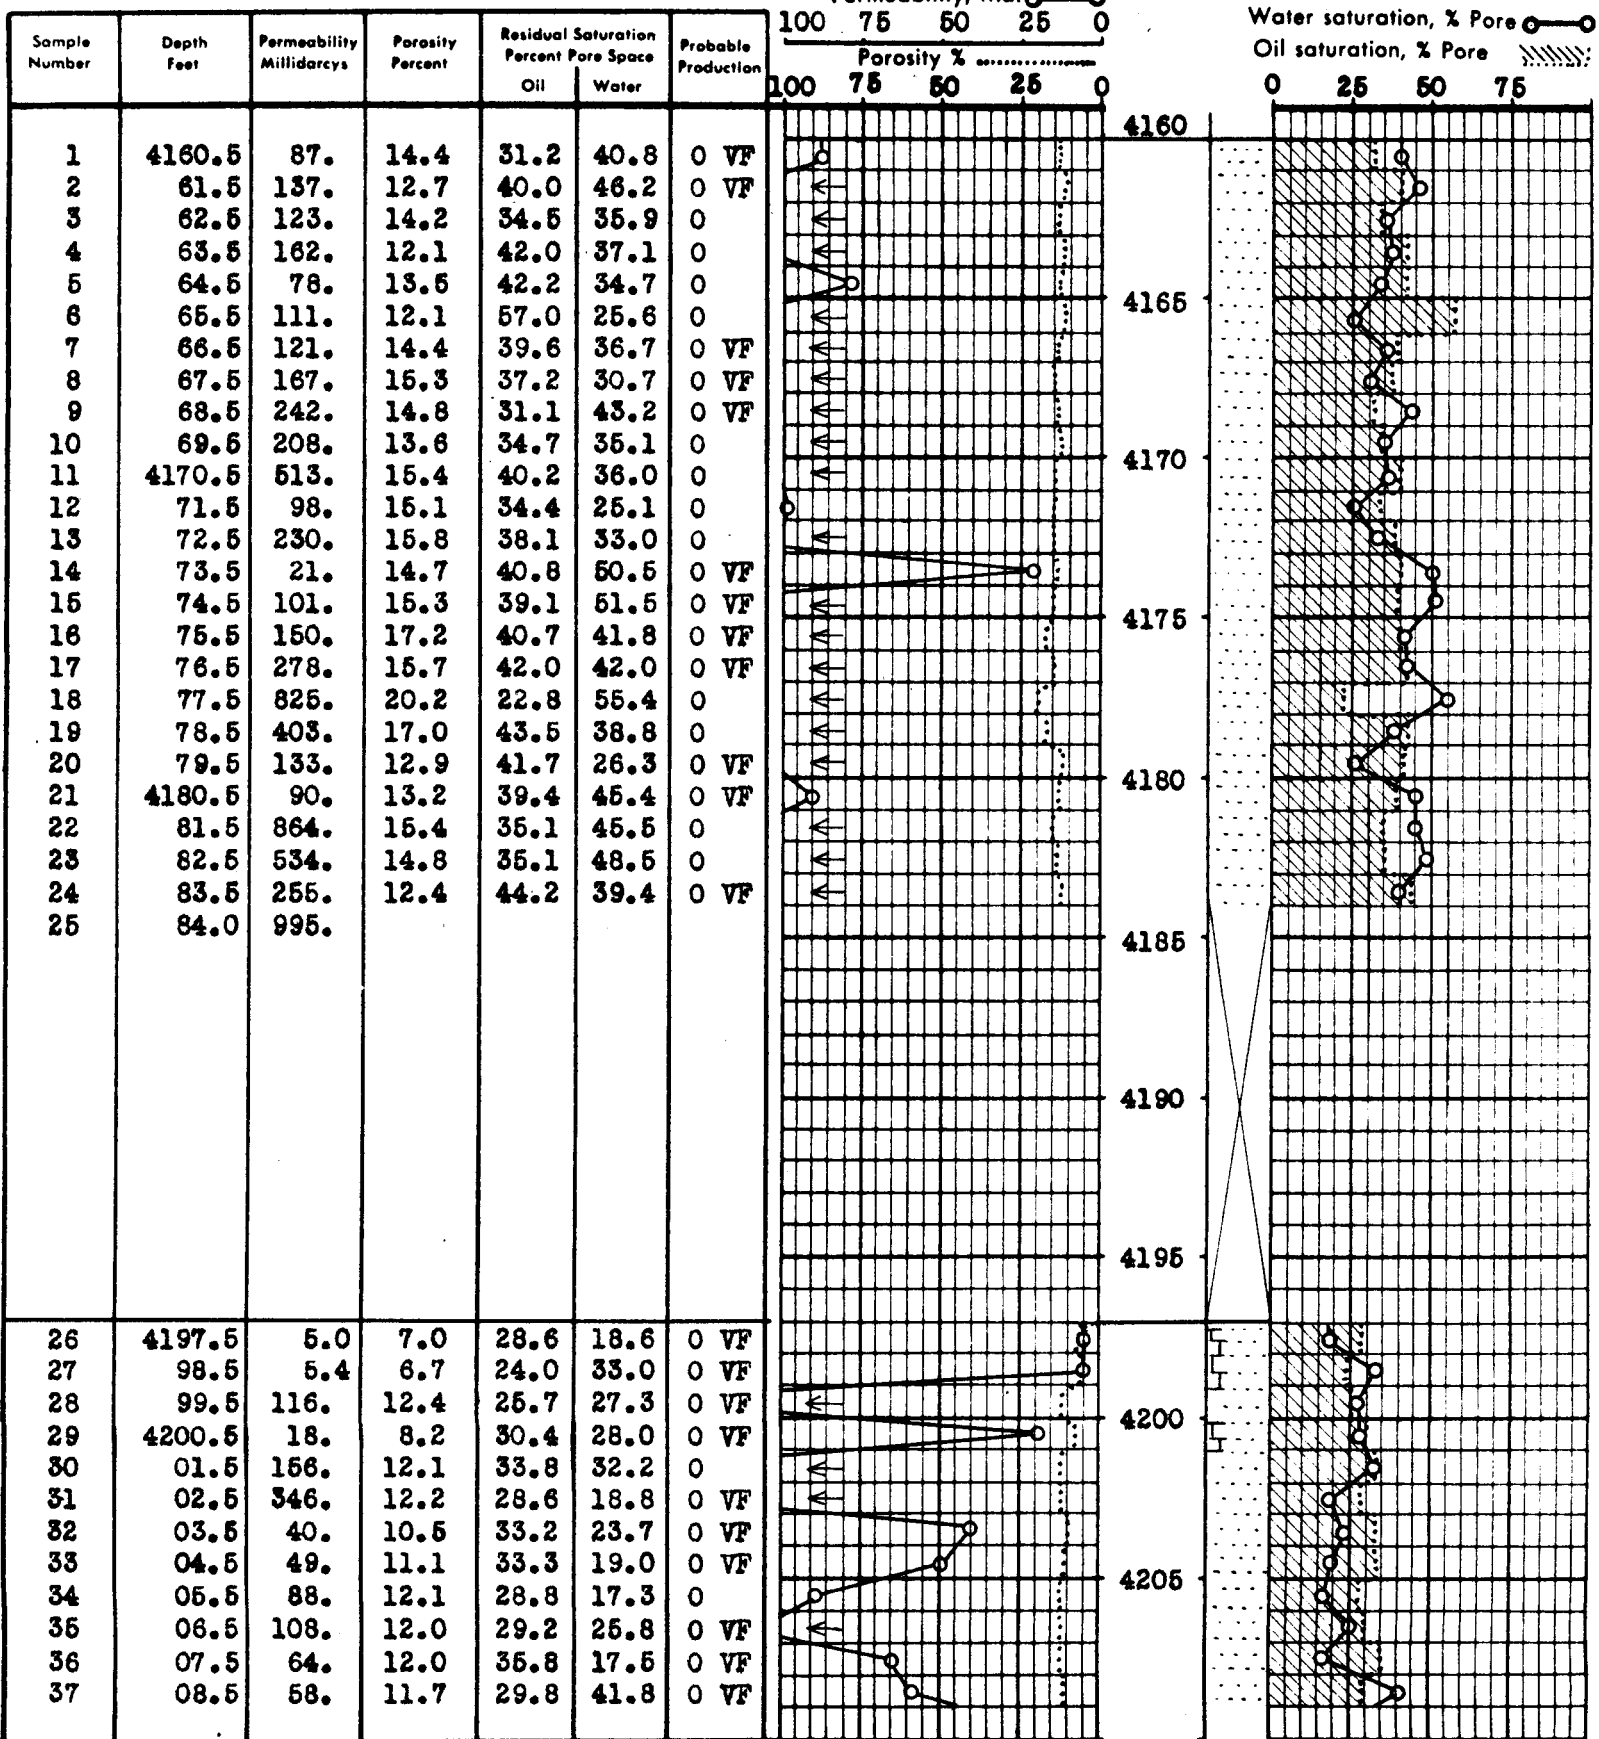 100 75 50 25 0
Porosity %
100 75 50 25 0
Water saturation, % Pore
Oil saturation, % Pore
0 25 50 75
Sample Number Depth Feet Permeability Millidarcys Porosity Percent Residual Saturation Percent Pore Space Oil Water Probable Production
1 4160.5 87. 14.4 31.2 40.8 0 VF
2 61.5 137. 12.7 40.0 46.2 0 VF
3 62.5 123. 14.2 34.5 35.9 0
4 63.5 162. 12.1 42.0 37.1 0
5 64.5 78. 13.5 42.2 34.7 0
6 65.5 111. 12.1 57.0 25.6 0
7 66.5 121. 14.4 39.6 36.7 0 VF
8 67.5 167. 15.3 37.2 30.7 0 VF
9 68.5 242. 14.8 31.1 43.2 0 VF
10 69.5 208. 13.6 34.7 35.1 0
11 4170.5 513. 15.4 40.2 36.0 0
12 71.5 98. 15.1 34.4 25.1 0
13 72.5 230. 15.8 38.1 33.0 0
14 73.5 21. 14.7 40.8 50.5 0 VF
15 74.5 101. 15.3 39.1 51.5 0 VF
16 75.5 150. 17.2 40.7 41.8 0 VF
17 76.5 278. 15.7 42.0 42.0 0 VF
18 77.5 825. 20.2 22.8 55.4 0
19 78.5 403. 17.0 43.5 38.8 0
20 79.5 133. 12.9 41.7 26.3 0 VF
21 4180.5 90. 13.2 39.4 45.4 0 VF
22 81.5 864. 15.4 35.1 45.5 0
23 82.5 534. 14.8 35.1 48.5 0
24 83.5 255. 12.4 44.2 39.4 0 VF
25 84.0 995.
26 4197.5 5.0 7.0 28.6 18.6 0 VF
27 98.5 5.4 6.7 24.0 33.0 0 VF
28 99.5 116. 12.4 25.7 27.3 0 VF
29 4200.5 18. 8.2 30.4 28.0 0 VF
30 01.5 156. 12.1 33.8 32.2 0
31 02.5 346. 12.2 28.6 18.8 0 VF
32 03.5 40. 10.5 33.2 23.7 0 VF
33 04.5 49. 11.1 33.3 19.0 0 VF
34 05.5 88. 12.1 28.8 17.3 0
35 06.5 108. 12.0 29.2 25.8 0 VF
36 07.5 64. 12.0 35.8 17.5 0 VF
37 08.5 58. 11.7 29.8 41.8 0 VF
4160
4165
4170
4175
4180
4185
4190
4195
4200
4205